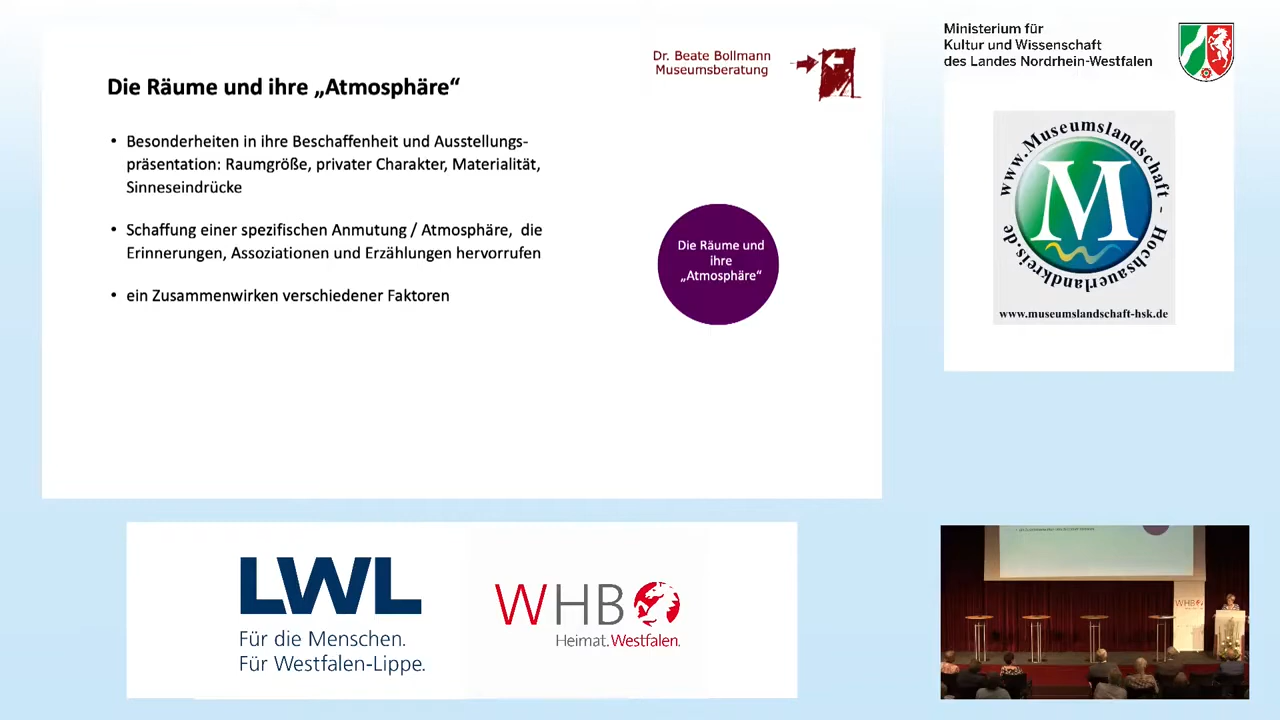 Die Räume und ihre „Atmosphäre“
Dr. Beate Bollmann
Museumsberatung
• Besonderheiten in ihre Beschaffenheit und Ausstellungs-
präsentation: Raumgröße, privater Charakter, Materialität,
Sinneseindrücke
• Schaffung einer spezifischen Anmutung / Atmosphäre, die
Erinnerungen, Assoziationen und Erzählungen hervorrufen
• ein Zusammenwirken verschiedener Faktoren
Die Räume und
ihre
„Atmosphäre“
Ministerium für
Kultur und Wissenschaft
des Landes Nordrhein-Westfalen
www.Museumslandschaft - Hochsauerlandkreis.de
M
www.museumslandschaft-hsk.de
LWL
Für die Menschen.
Für Westfalen-Lippe.
WHB
Heimat.Westfalen.
WHB